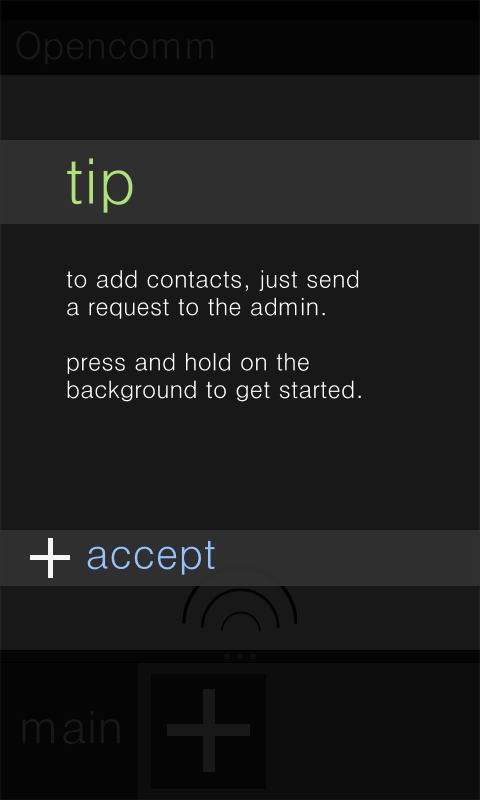 Opencomm
tip
to add contacts, just send
a request to the admin.
press and hold on the
background to get started.
accept
main